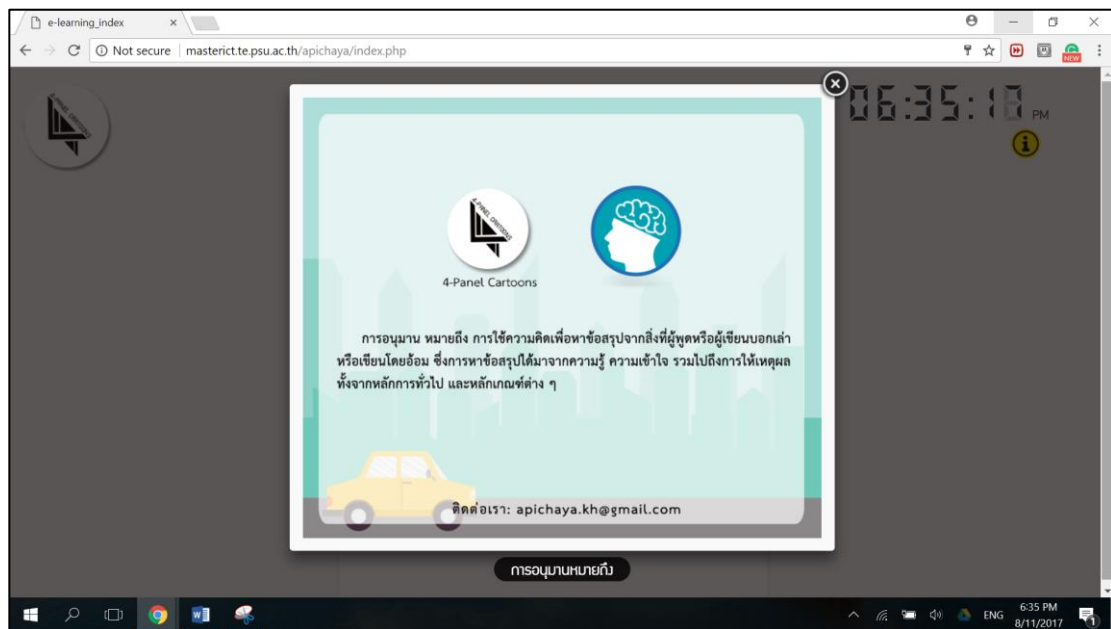 e-learning_index
Not secure masterict.te.psu.ac.th/apichaya/index.php
NEW
4-PANEL CARTOONS
06:35:18 PM
4-PANEL CARTOONS
4-Panel Cartoons
การอนุมาน หมายถึง การใช้ความคิดเพื่อหาข้อสรุปจากสิ่งที่ผู้พูดหรือผู้เขียนบอกเล่า
หรือเขียนโดยอ้อม ซึ่งการหาข้อสรุปได้มาจากความรู้ ความเข้าใจ รวมไปถึงการให้เหตุผล
ทั้งจากหลักการทั่วไป และหลักเกณฑ์ต่าง ๆ
ติดต่อเรา: apichaya.kh@gmail.com
การอนุมานหมายถึง
ENG
6:35 PM
8/11/2017